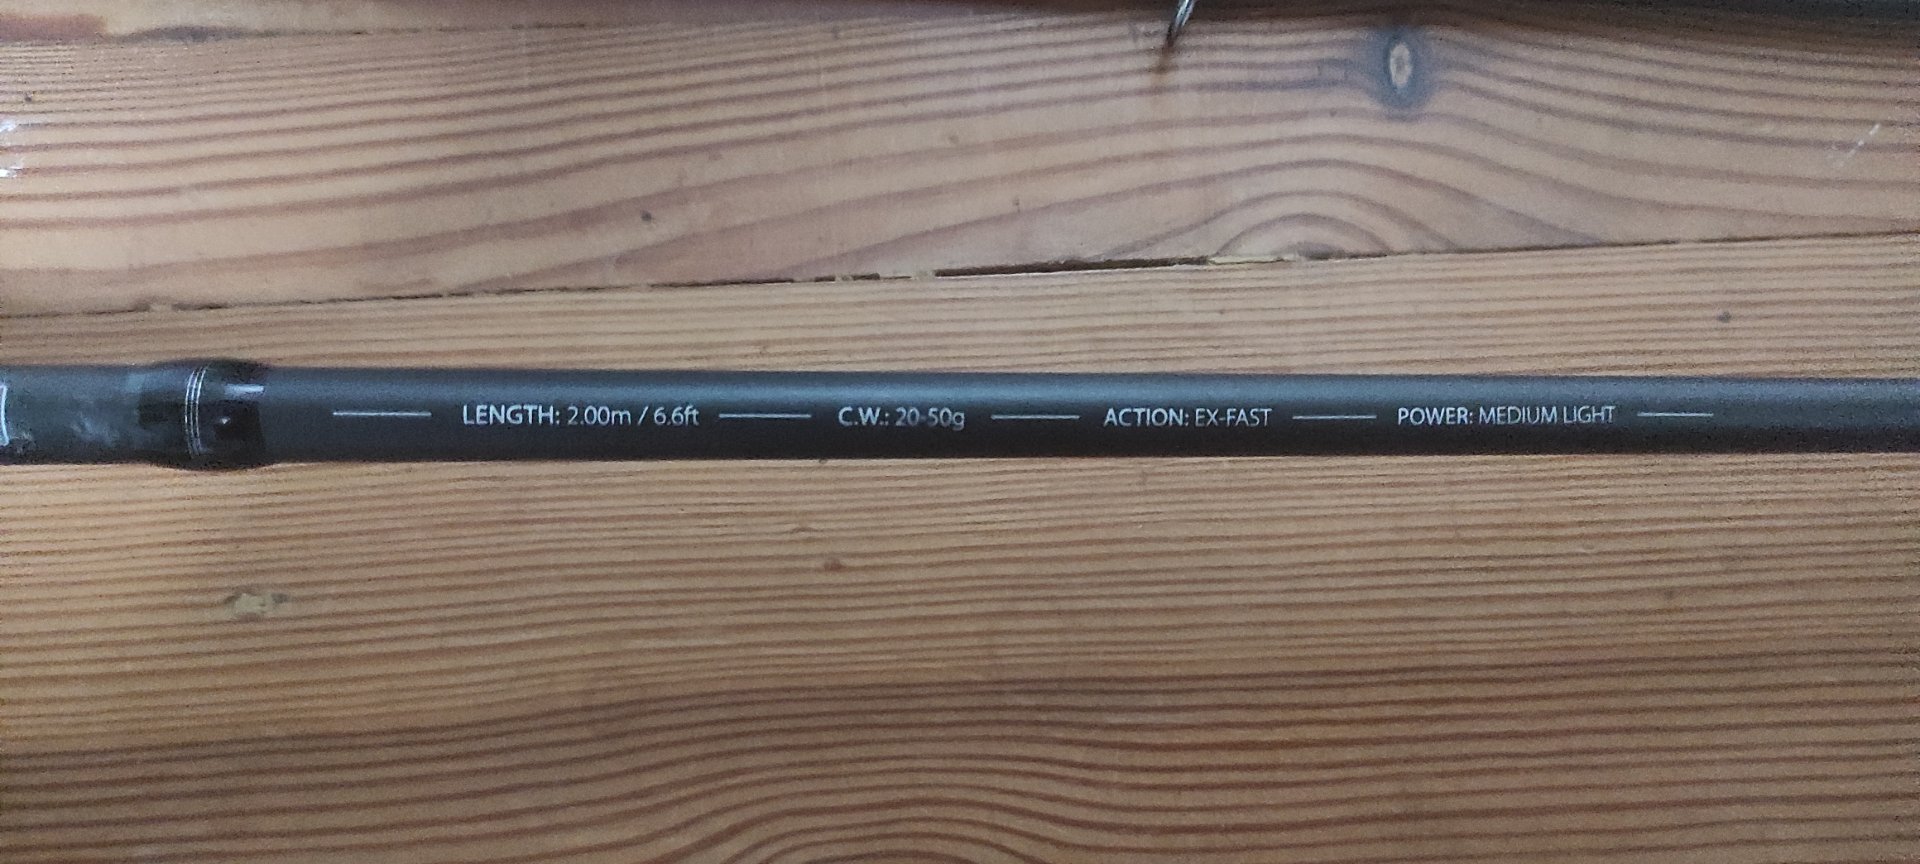 LENGTH: 2.00m / 6.6ft C.W.: 20-50g ACTION: EX-FAST POWER: MEDIUM LIGHT